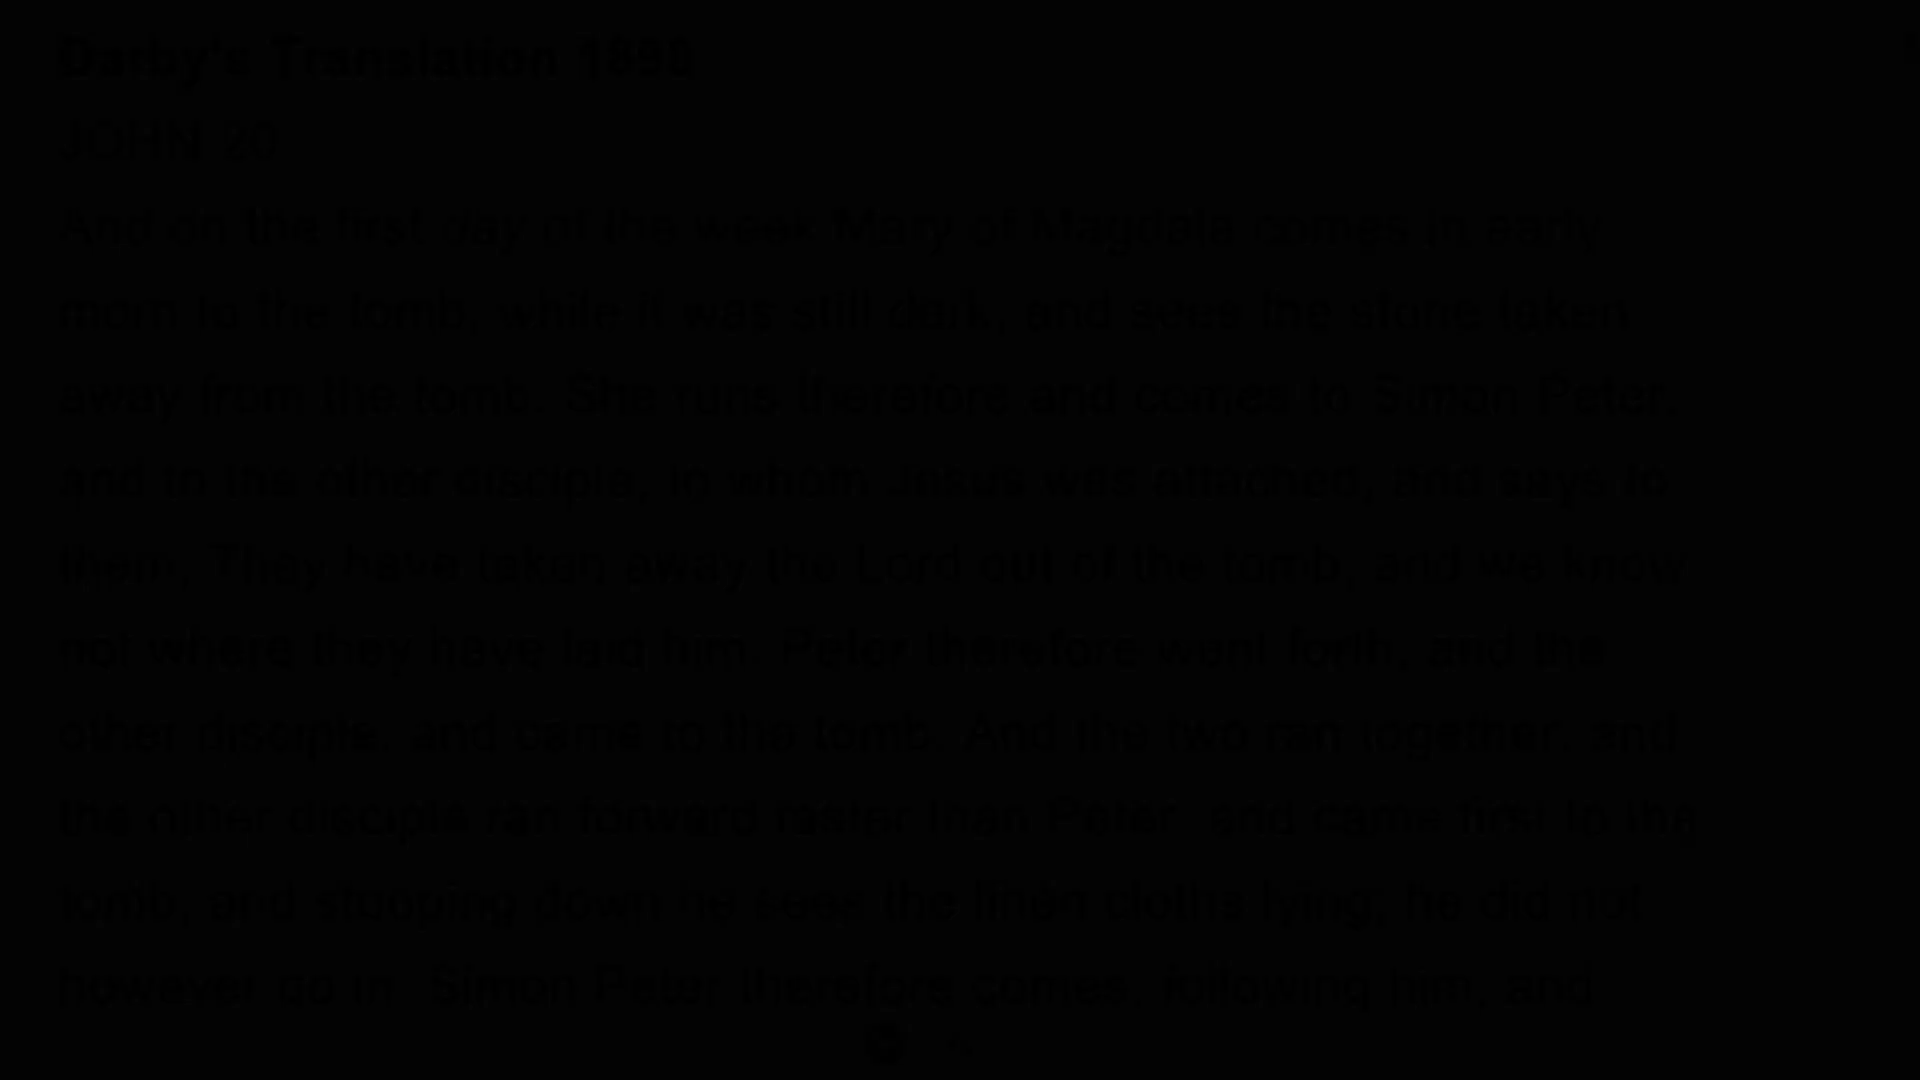 Darby's Translation 1890
JOHN 20
And on the first day of the week Mary of Magdala comes in early
morn to the tomb, while it was still dark, and sees the stone taken
away from the tomb. She runs therefore and comes to Simon Peter,
and to the other disciple, to whom Jesus was attached, and says to
them, They have taken away the Lord out of the tomb, and we know
not where they have laid him. Peter therefore went forth, and the
other disciple, and came to the tomb. And the two ran together, and
the other disciple ran forward faster than Peter, and came first to the
tomb, and stooping down he sees the linen cloths lying; he did not
however go in. Simon Peter therefore comes, following him, and